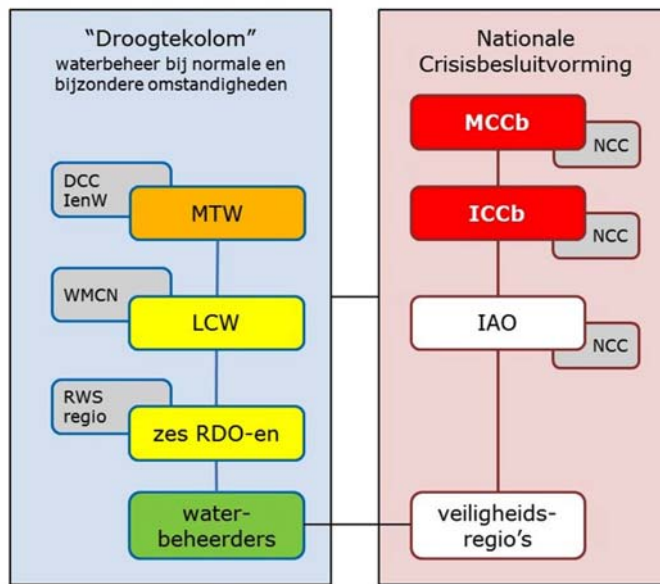 “Droogtekolom”
waterbeheer bij normale en
bijzondere omstandigheden
DCC
IenW
MTW
WMCN
LCW
RWS
regio
zes RDO-en
water-
beheerders
Nationale
Crisisbesluitvorming
MCCb
NCC
ICCb
NCC
IAO
NCC
veiligheids-
regio’s